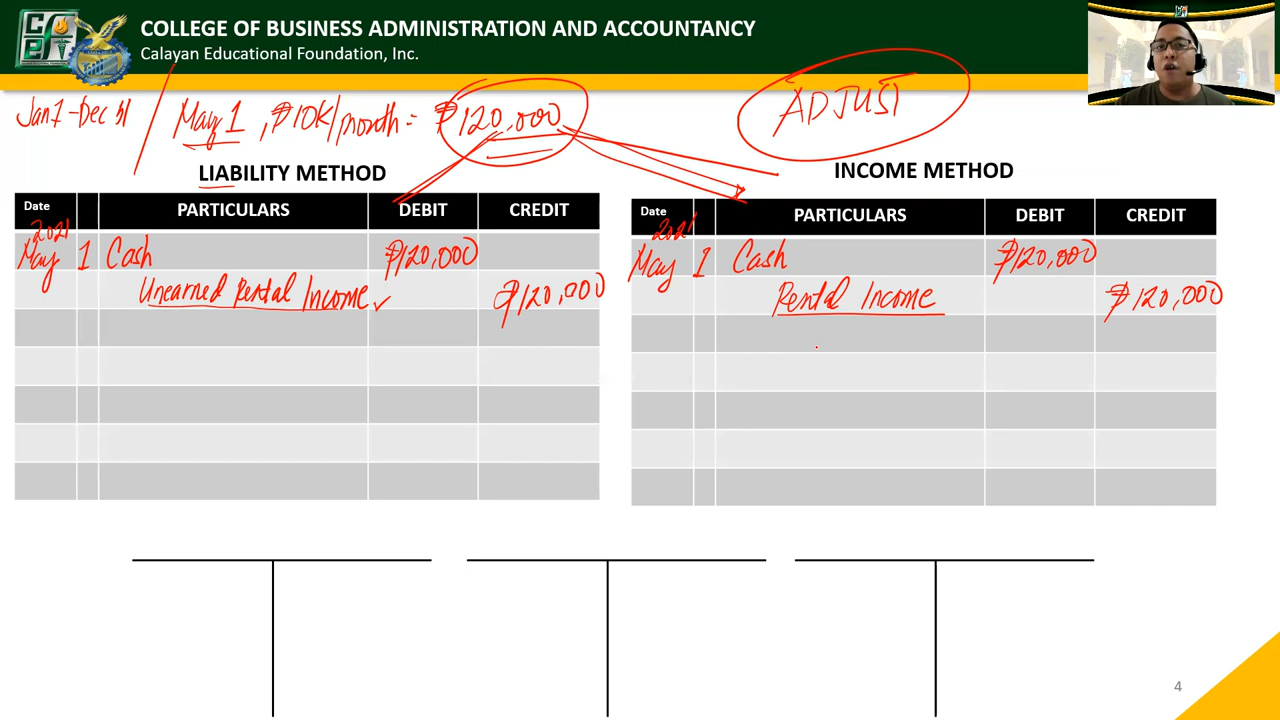 COLLEGE OF BUSINESS ADMINISTRATION AND ACCOUNTANCY
Calayan Educational Foundation, Inc.
Jan 1 - Dec 31 / May 1, ₱10K/month = ₱120,000
ADJUST
LIABILITY METHOD
Date PARTICULARS DEBIT CREDIT
2021
May 1 Cash ₱120,000
Unearned Rental Income ✓ ₱120,000
INCOME METHOD
Date PARTICULARS DEBIT CREDIT
2021
May 1 Cash ₱120,000
Rental Income ₱120,000
4